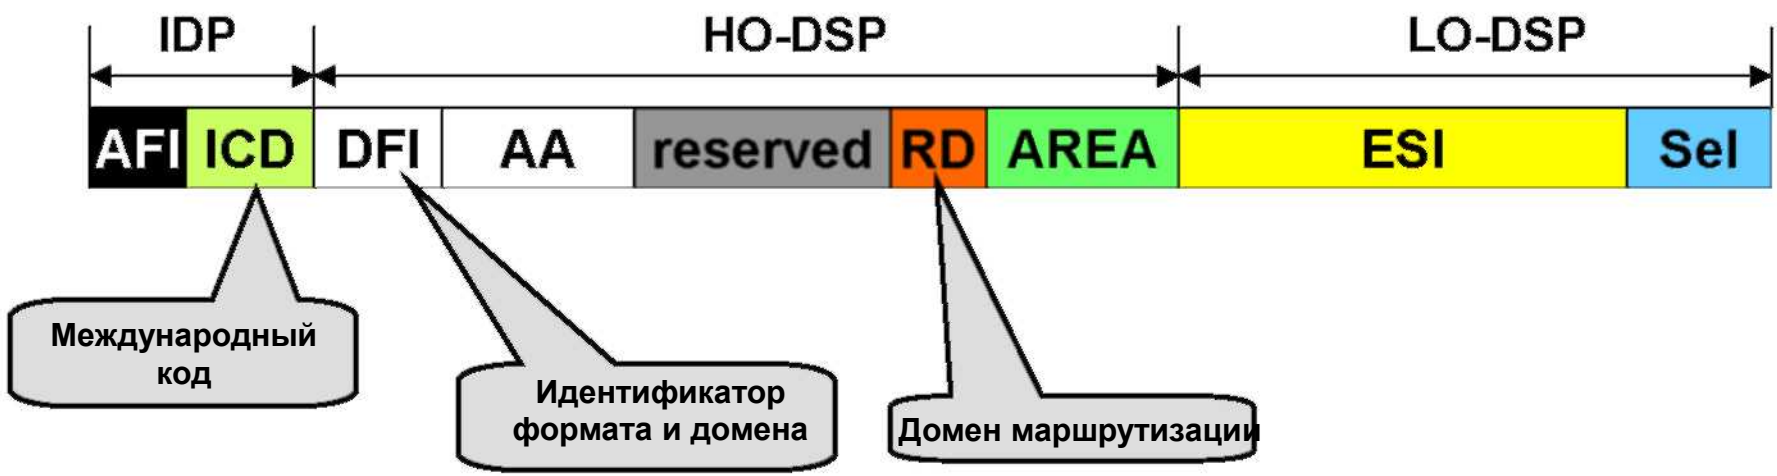 IDP HO-DSP LO-DSP
AFI ICD DFI AA reserved RD AREA ESI Sel
Международный
код
Идентификатор
формата и домена
Домен маршрутизации